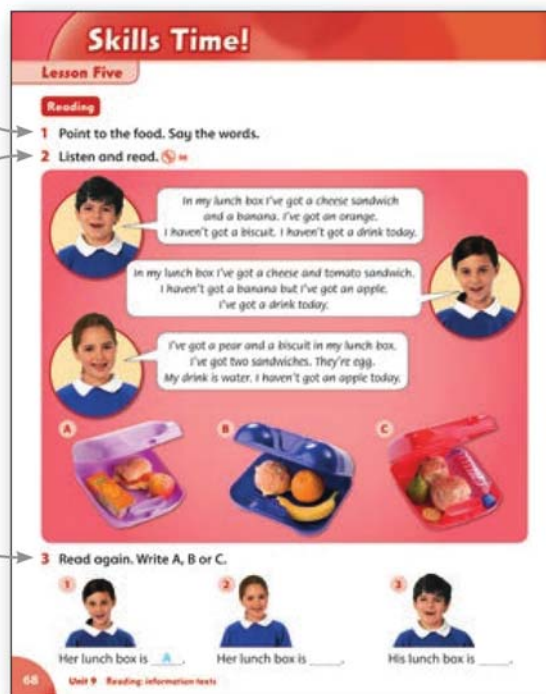 Skills Time!
Lesson Five
Reading
1 Point to the food. Say the words.
2 Listen and read.
In my lunch box I've got a cheese sandwich
and a banana. I've got an orange.
I haven't got a biscuit. I haven't got a drink today.
In my lunch box I've got a cheese and tomato sandwich.
I haven't got a banana but I've got an apple.
I've got a drink today.
I've got a pear and a biscuit in my lunch box.
I've got two sandwiches. They're egg.
My drink is water. I haven't got an apple today.
A B C
3 Read again. Write A, B or C.
1 2 3
Her lunch box is A . Her lunch box is ____. His lunch box is ____.
68 Unit 9 Reading: information texts